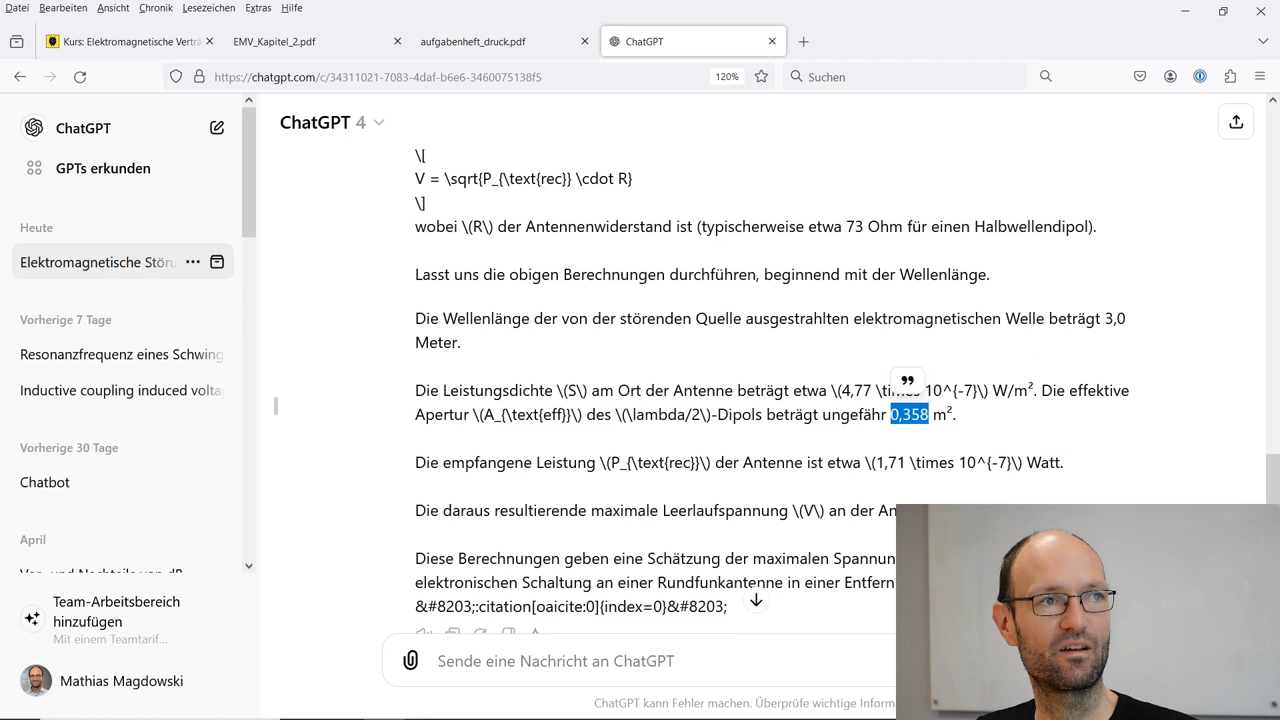 Datei Bearbeiten Ansicht Chronik Lesezeichen Extras Hilfe
Kurs: Elektromagnetische Verträ
EMV_Kapitel_2.pdf
aufgabenheft_druck.pdf
ChatGPT
https://chatgpt.com/c/34311021-7083-4daf-b6e6-3460075138f5
120%
Suchen
ChatGPT
GPTs erkunden
Heute
Elektromagnetische Störu
Vorherige 7 Tage
Resonanzfrequenz eines Schwing
Inductive coupling induced volta
Vorherige 30 Tage
Chatbot
April
Vor- und Nachteile von dB
Team-Arbeitsbereich
hinzufügen
Mit einem Teamtarif...
Mathias Magdowski
ChatGPT 4
\[
V = \sqrt{P_{\text{rec}} \cdot R}
\]
wobei \(R\) der Antennenwiderstand ist (typischerweise etwa 73 Ohm für einen Halbwellendipol).
Lasst uns die obigen Berechnungen durchführen, beginnend mit der Wellenlänge.
Die Wellenlänge der von der störenden Quelle ausgestrahlten elektromagnetischen Welle beträgt 3,0
Meter.
Die Leistungsdichte \(S\) am Ort der Antenne beträgt etwa \(4,77 \times 10^{-7}\) W/m². Die effektive
Apertur \(A_{\text{eff}}\) des \(\lambda/2\)-Dipols beträgt ungefähr 0,358 m².
Die empfangene Leistung \(P_{\text{rec}}\) der Antenne ist etwa \(1,71 \times 10^{-7}\) Watt.
Die daraus resultierende maximale Leerlaufspannung \(V\) an der An
Diese Berechnungen geben eine Schätzung der maximalen Spannun
elektronischen Schaltung an einer Rundfunkantenne in einer Entfern
&#8203;:citation[oaicite:0]{index=0}&#8203;
Sende eine Nachricht an ChatGPT
ChatGPT kann Fehler machen. Überprüfe wichtige Inform